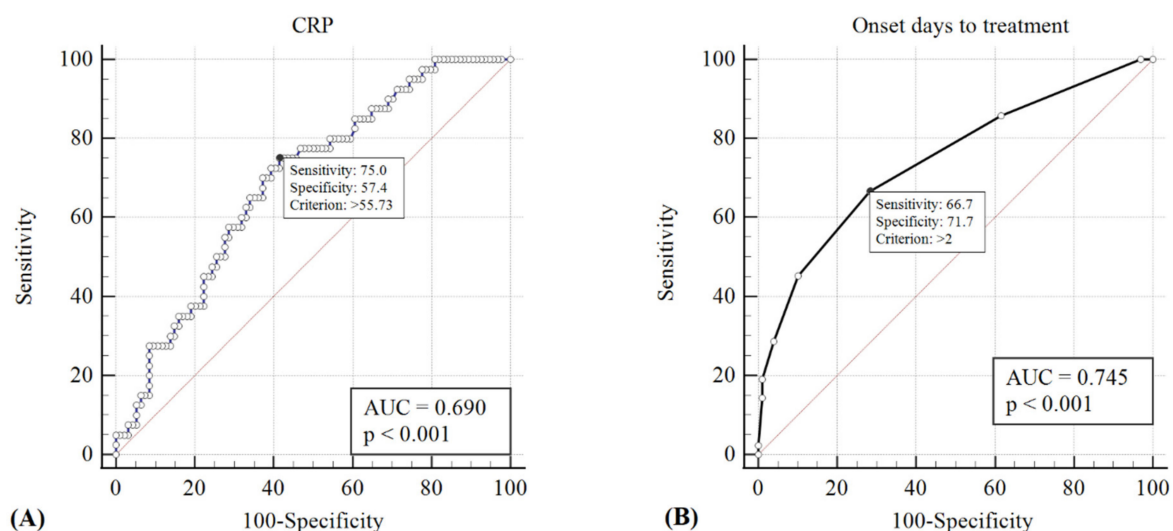 CRP
100
80
60
40
20
0
Sensitivity
Sensitivity: 75.0
Specificity: 57.4
Criterion: >55.73
AUC = 0.690
p < 0.001
0 20 40 60 80 100
100-Specificity
(A)
Onset days to treatment
100
80
60
40
20
0
Sensitivity
Sensitivity: 66.7
Specificity: 71.7
Criterion: >2
AUC = 0.745
p < 0.001
0 20 40 60 80 100
100-Specificity
(B)